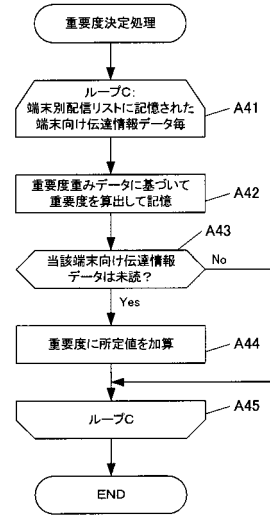 重要度決定処理
ループC:
端末別配信リストに記憶された
端末向け伝達情報データ毎
A41
重要度重みデータに基づいて
重要度を算出して記憶
A42
A43
当該端末向け伝達情報
データは未読?
No
Yes
重要度に所定値を加算
A44
ループC
A45
END